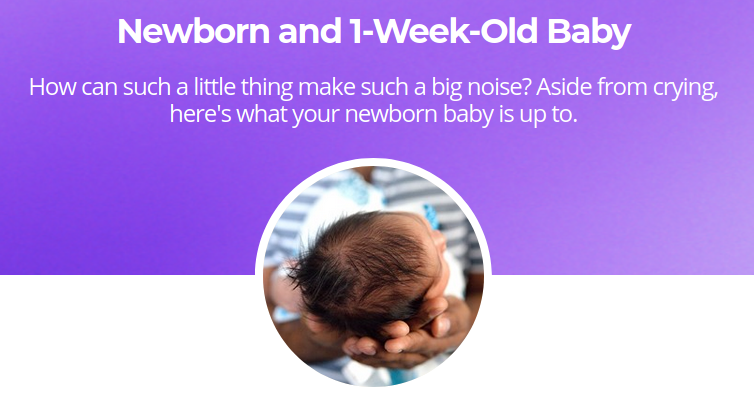 Newborn and 1-Week-Old Baby
How can such a little thing make such a big noise? Aside from crying,
here's what your newborn baby is up to.